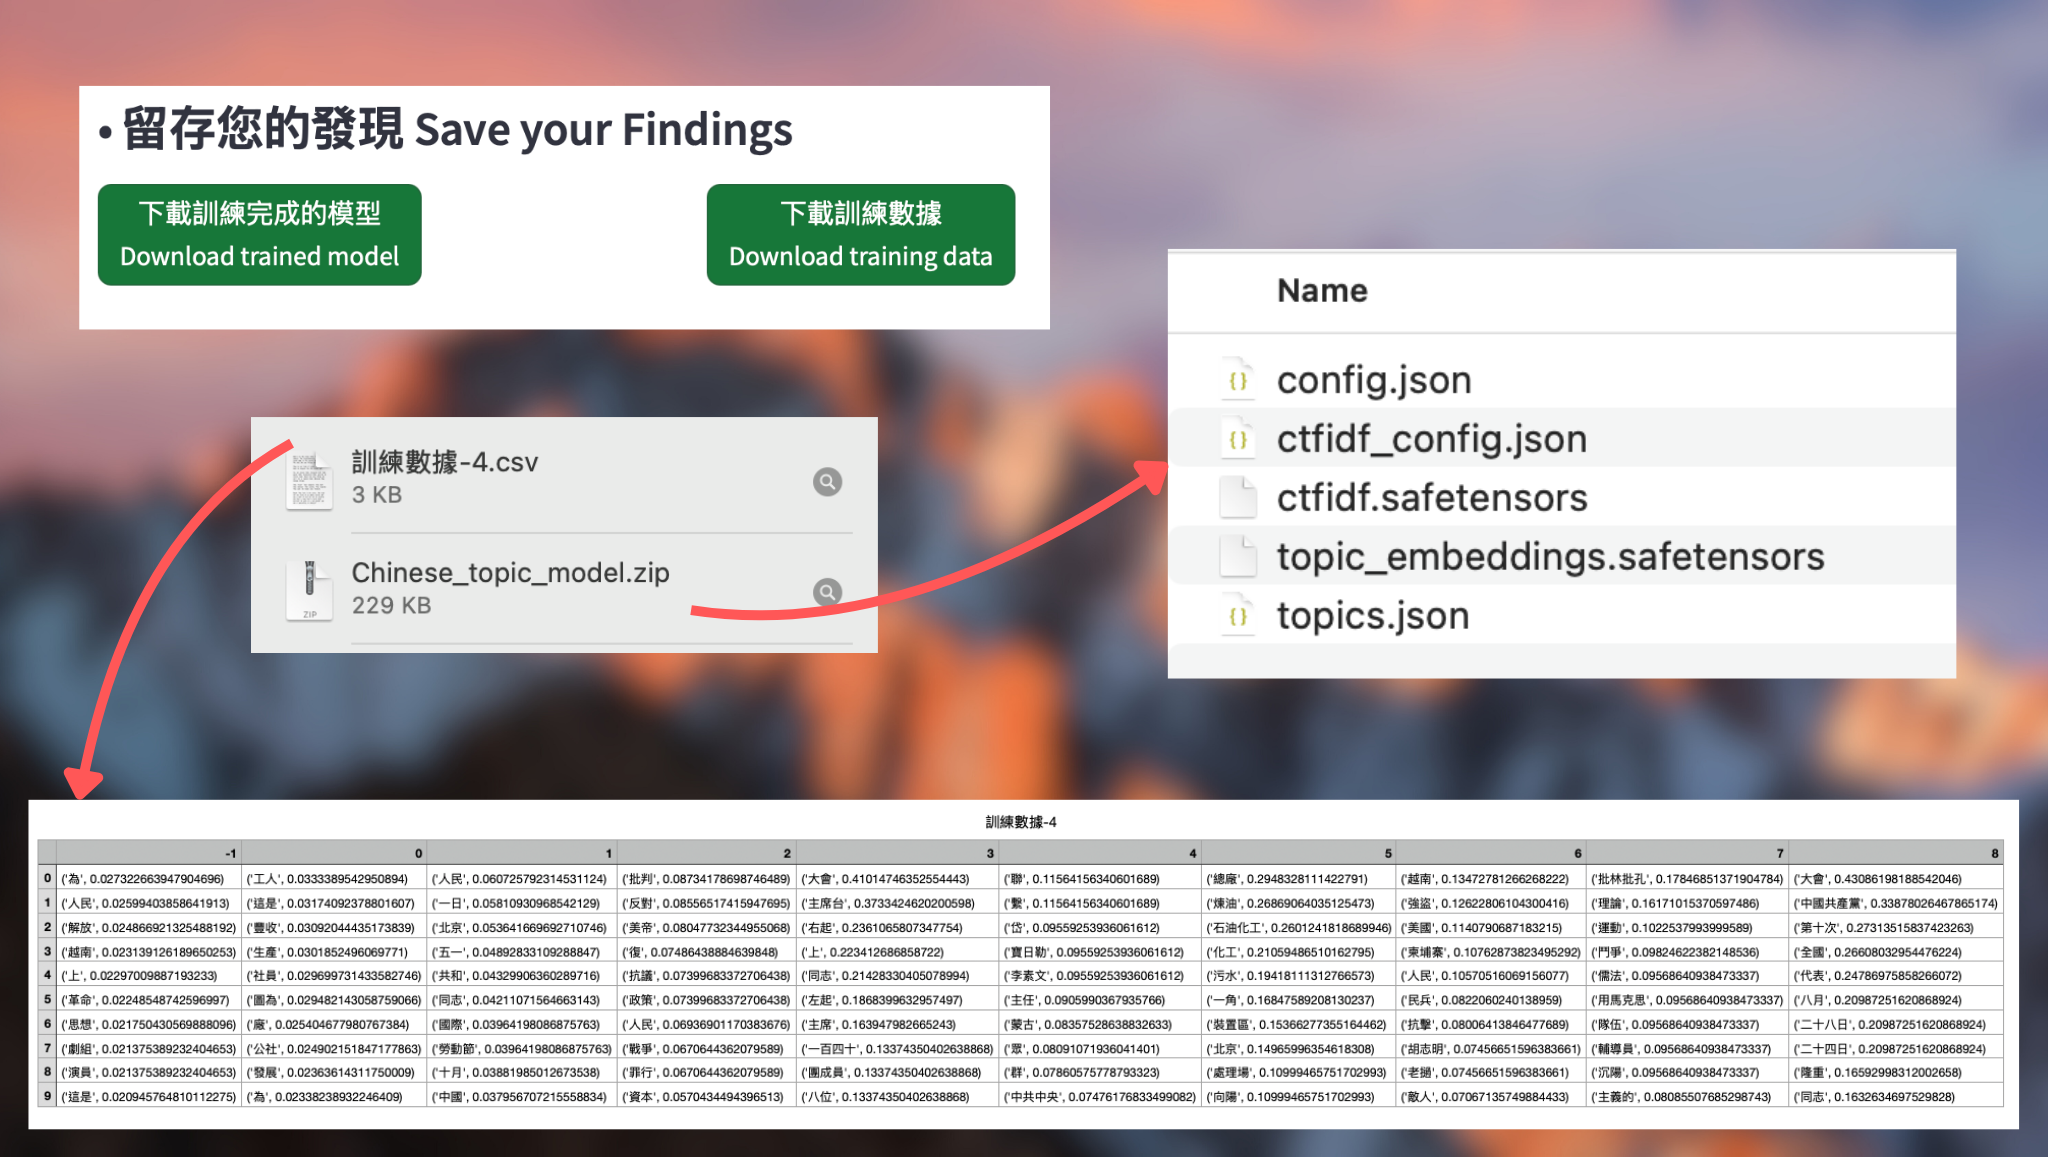 • 留存您的發現 Save your Findings
下載訓練完成的模型
Download trained model
下載訓練數據
Download training data
訓練數據-4.csv
3 KB
Chinese_topic_model.zip
229 KB
ZIP
Name
config.json
ctfidf_config.json
ctfidf.safetensors
topic_embeddings.safetensors
topics.json
訓練數據-4
-1 0 1 2 3 4 5 6 7 8
0 ('為', 0.027322663947904696) ('工人', 0.0333389542950894) ('人民', 0.060725792314531124) ('批判', 0.08734178698746489) ('大會', 0.41014746352554443) ('聯', 0.11564156340601689) ('總廠', 0.2948328111422791) ('越南', 0.13472781266268222) ('批林批孔', 0.17846851371904784) ('大會', 0.43086198188542046)
1 ('人民', 0.02599403858641913) ('這是', 0.03174092378801607) ('一日', 0.0581093096854212​9) ('反對', 0.08556517415947695) ('主席台', 0.3733424620200598) ('繫', 0.11564156340601689) ('煉油', 0.26869064035125473) ('強盜', 0.12622806104300416) ('理論', 0.16171015370597486) ('中國共產黨', 0.33878026467865174)
2 ('解放', 0.024866921325488192) ('豐收', 0.03092044435173839) ('北京', 0.053641669692710746) ('美帝', 0.08047732344955068) ('右起', 0.2361065807347754) ('岱', 0.09559253936061612) ('石油化工', 0.2601241818689946) ('美國', 0.1140790687183215) ('運動', 0.1022537993999589) ('第十次', 0.27313515837423263)
3 ('越南', 0.023139126189650253) ('生產', 0.0301852496069771) ('五一', 0.04892833109288847) ('復', 0.07486438884639848) ('上', 0.223412686858722) ('寶日勒', 0.09559253936061612) ('化工', 0.21059486510162795) ('柬埔寨', 0.107628738234952​92) ('鬥爭', 0.09824622382148536) ('全國', 0.26608032954476224)
4 ('上', 0.02297009887193233) ('社員', 0.029699731433582746) ('共和', 0.04329906360289716) ('抗議', 0.07399683372706438) ('同志', 0.21428330405078994) ('李素文', 0.09559253936061612) ('污水', 0.19418111312766573) ('人民', 0.10570516069156077) ('儒法', 0.09568640938473337) ('代表', 0.24786975858266072)
5 ('革命', 0.02248548742596997) ('圖為', 0.029482143058759066) ('同志', 0.04211071564663143) ('政策', 0.07399683372706438) ('左起', 0.1868399632957497) ('主任', 0.0905990367935766) ('一角', 0.16847589208130237) ('民兵', 0.0822060240138959) ('用馬克思', 0.09568640938473337) ('八月', 0.20987251620868924)
6 ('思想', 0.021750430569888096) ('廠', 0.025404677980767384) ('國際', 0.03964198086875763) ('人民', 0.06936901170383676) ('主席', 0.163947982665243) ('蒙古', 0.08357528638832633) ('裝置區', 0.15366277355164462) ('抗擊', 0.08006413846477689) ('隊伍', 0.09568640938473337) ('二十八日', 0.20987251620868924)
7 ('劇組', 0.021375389232404653) ('公社', 0.024902151847177863) ('勞動節', 0.03964198086875763) ('戰爭', 0.0670644362079589) ('一百四十', 0.13374350402638868) ('眾', 0.08091071936041401) ('北京', 0.14965996354618308) ('胡志明', 0.07456651596383661) ('輔導員', 0.09568640938473337) ('二十四日', 0.20987251620868924)
8 ('演員', 0.021375389232404653) ('發展', 0.02363614311750009) ('十月', 0.03881985012673538) ('罪行', 0.0670644362079589) ('團成員', 0.13374350402638868) ('群', 0.07860575778793323) ('處理場', 0.10999465751702993) ('老撾', 0.07456651596383661) ('沉陽', 0.09568640938473337) ('隆重', 0.16592998312002658)
9 ('這是', 0.020945764810112275) ('為', 0.02338238932246409) ('中國', 0.037956707215558834) ('資本', 0.0570434494396513) ('八位', 0.13374350402638868) ('中共中央', 0.07476176833499082) ('向陽', 0.10999465751702993) ('敵人', 0.07067135749884433) ('主義的', 0.08085507685298743) ('同志', 0.1632634697529828)